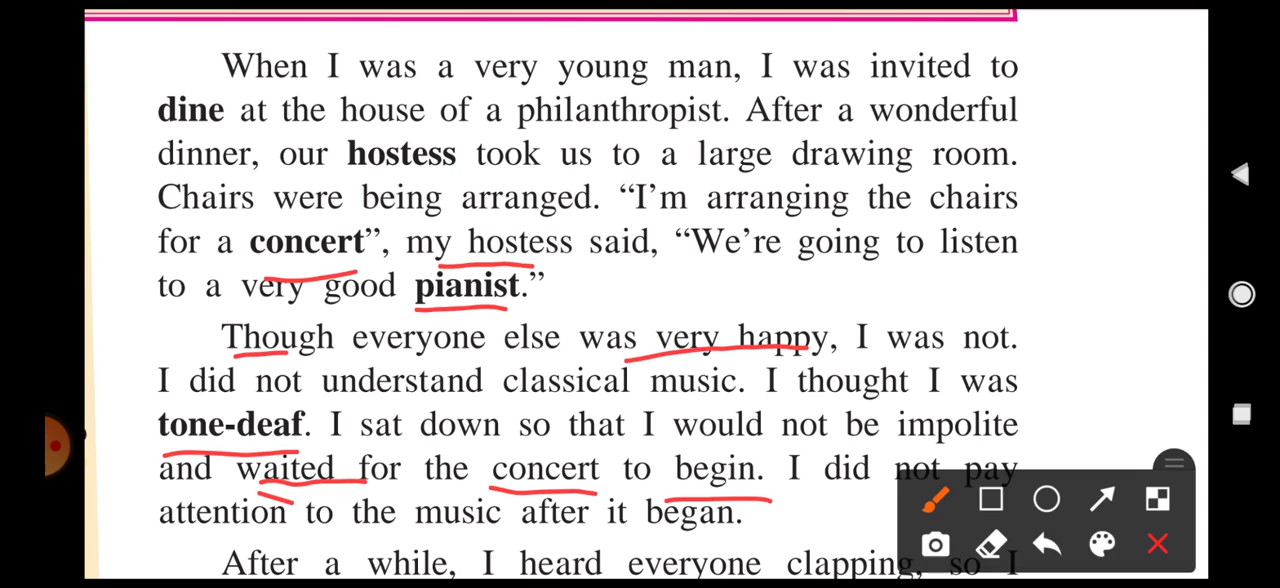 When I was a very young man, I was invited to
dine at the house of a philanthropist. After a wonderful
dinner, our hostess took us to a large drawing room.
Chairs were being arranged. “I’m arranging the chairs
for a concert”, my hostess said, “We’re going to listen
to a very good pianist.”
Though everyone else was very happy, I was not.
I did not understand classical music. I thought I was
tone-deaf. I sat down so that I would not be impolite
and waited for the concert to begin. I did not pay
attention to the music after it began.
After a while, I heard everyone clapping, so I